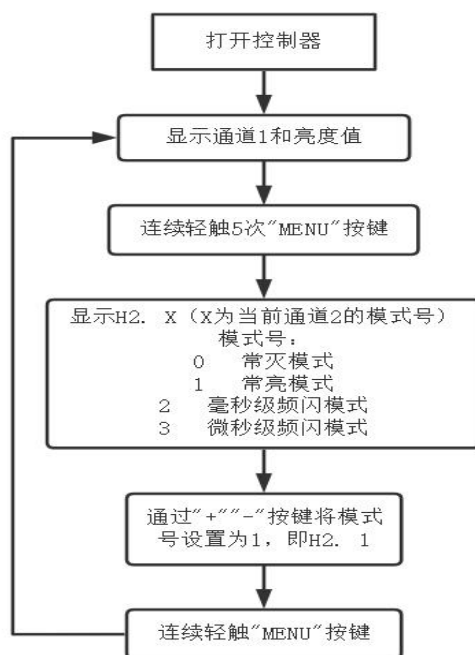 打开控制器
显示通道1和亮度值
连续轻触5次"MENU"按键
显示H2. X (X为当前通道2的模式号)
模式号:
0 常灭模式
1 常亮模式
2 毫秒级频闪模式
3 微秒级频闪模式
通过"+""-"按键将模式
号设置为1, 即H2. 1
连续轻触"MENU"按键